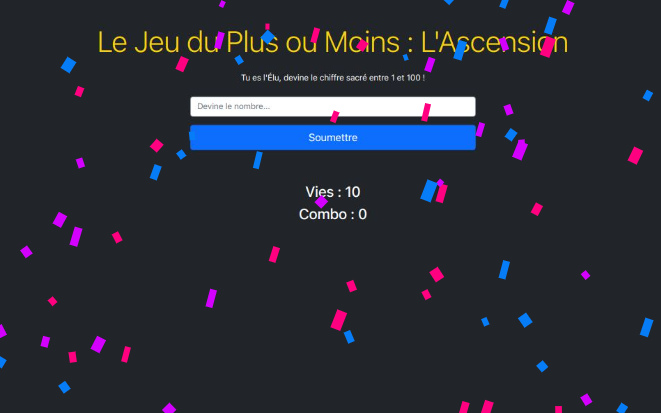 Le Jeu du Plus ou Moins : L'Ascension
Tu es l'Élu, devine le chiffre sacré entre 1 et 100 !
Devine le nombre...
Soumettre
Vies : 10
Combo : 0